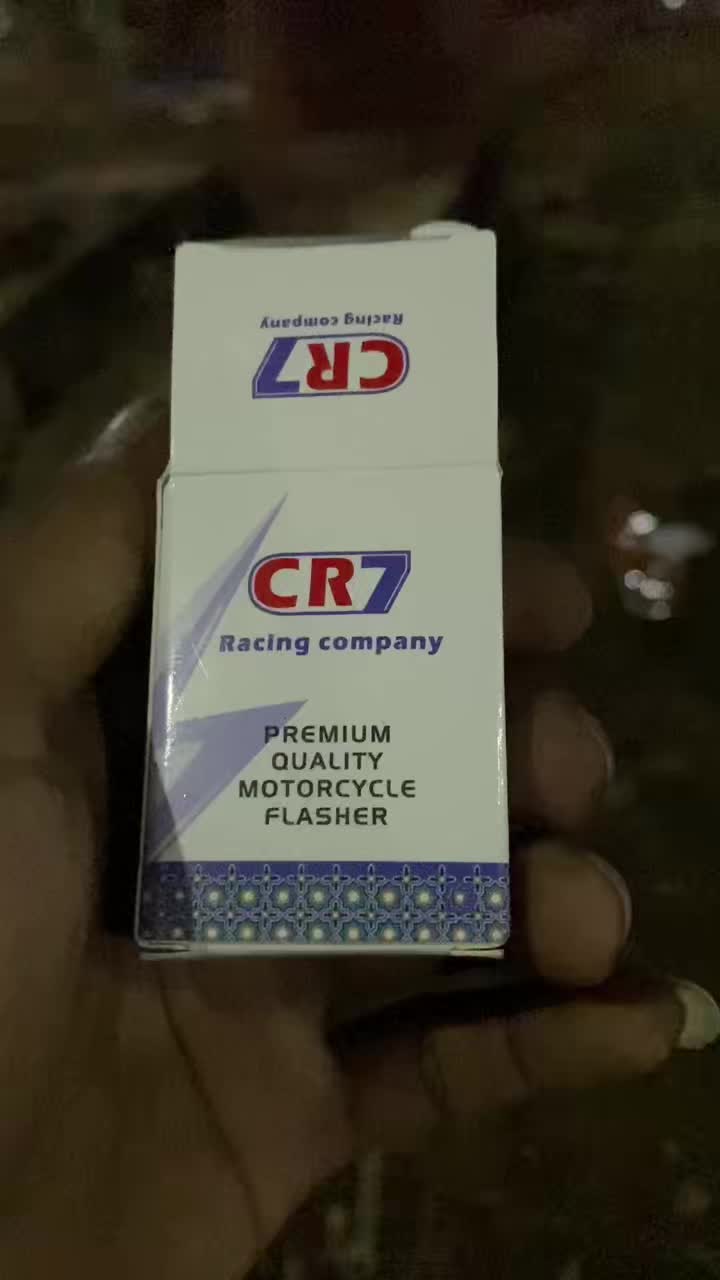 Racing company
CR7
CR7
Racing company
PREMIUM
QUALITY
MOTORCYCLE
FLASHER